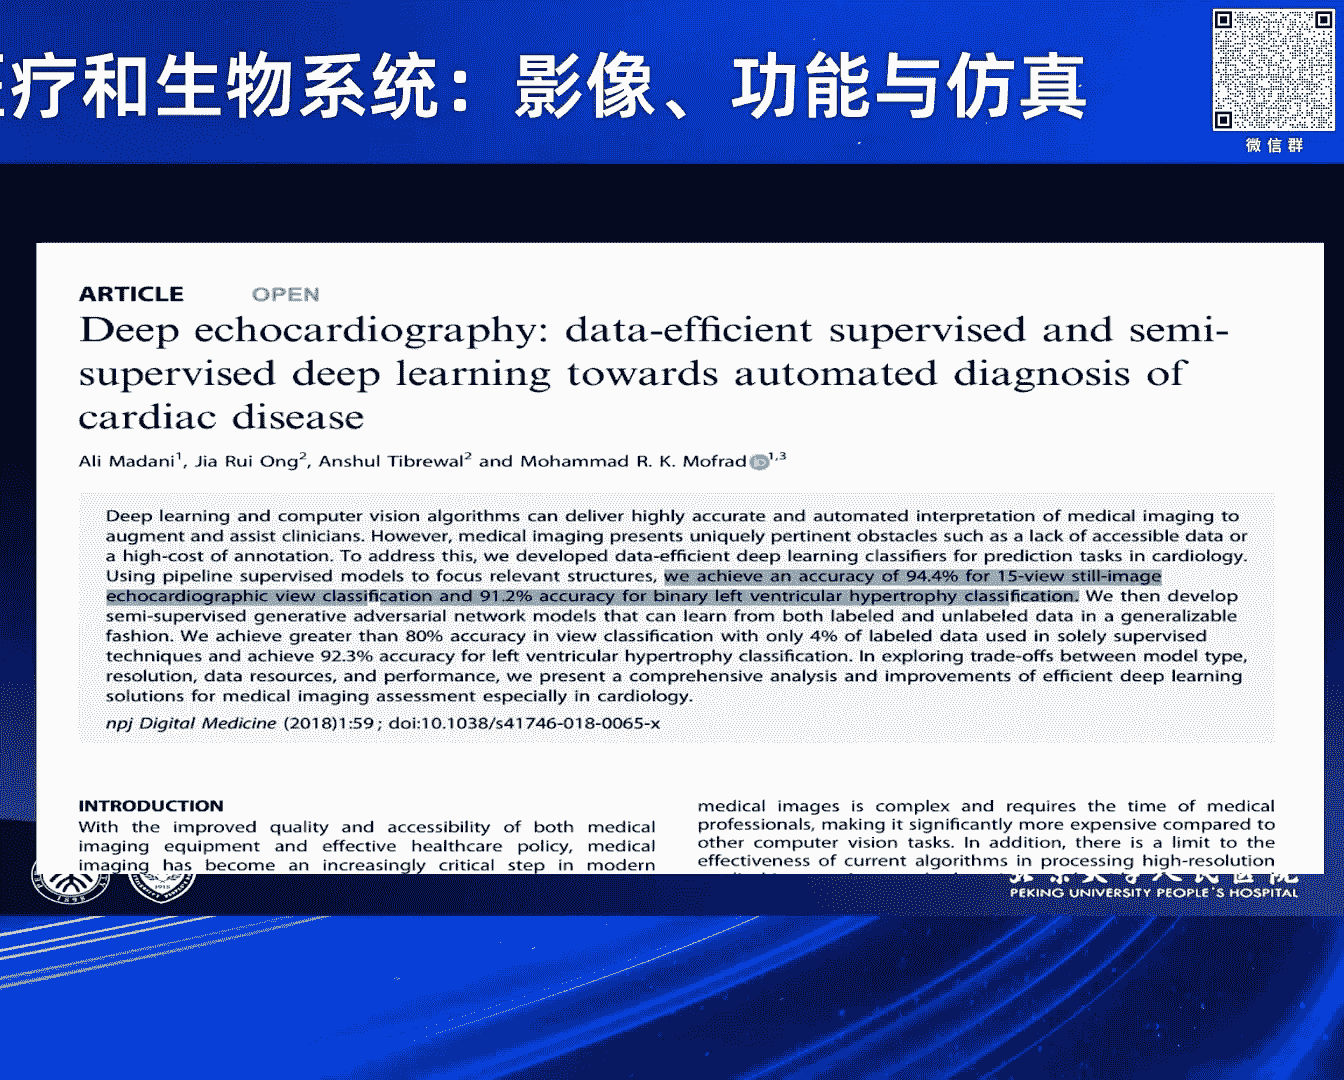 疗和生物系统：影像、功能与仿真
微信群
ARTICLE OPEN
Deep echocardiography: data-efficient supervised and semi-
supervised deep learning towards automated diagnosis of
cardiac disease
Ali Madani1, Jia Rui Ong2, Anshul Tibrewal2 and Mohammad R. K. Mofrad iD 1,3
Deep learning and computer vision algorithms can deliver highly accurate and automated interpretation of medical imaging to
augment and assist clinicians. However, medical imaging presents uniquely pertinent obstacles such as a lack of accessible data or
a high-cost of annotation. To address this, we developed data-efficient deep learning classifiers for prediction tasks in cardiology.
Using pipeline supervised models to focus relevant structures, we achieve an accuracy of 94.4% for 15-view still-image
echocardiographic view classification and 91.2% accuracy for binary left ventricular hypertrophy classification. We then develop
semi-supervised generative adversarial network models that can learn from both labeled and unlabeled data in a generalizable
fashion. We achieve greater than 80% accuracy in view classification with only 4% of labeled data used in solely supervised
techniques and achieve 92.3% accuracy for left ventricular hypertrophy classification. In exploring trade-offs between model type,
resolution, data resources, and performance, we present a comprehensive analysis and improvements of efficient deep learning
solutions for medical imaging assessment especially in cardiology.
npj Digital Medicine (2018)1:59 ; doi:10.1038/s41746-018-0065-x
INTRODUCTION
With the improved quality and accessibility of both medical
imaging equipment and effective healthcare policy, medical
imaging has become an increasingly critical step in modern
medical images is complex and requires the time of medical
professionals, making it significantly more expensive compared to
other computer vision tasks. In addition, there is a limit to the
effectiveness of current algorithms in processing high-resolution
PEKING UNIVERSITY PEOPLE'S HOSPITAL